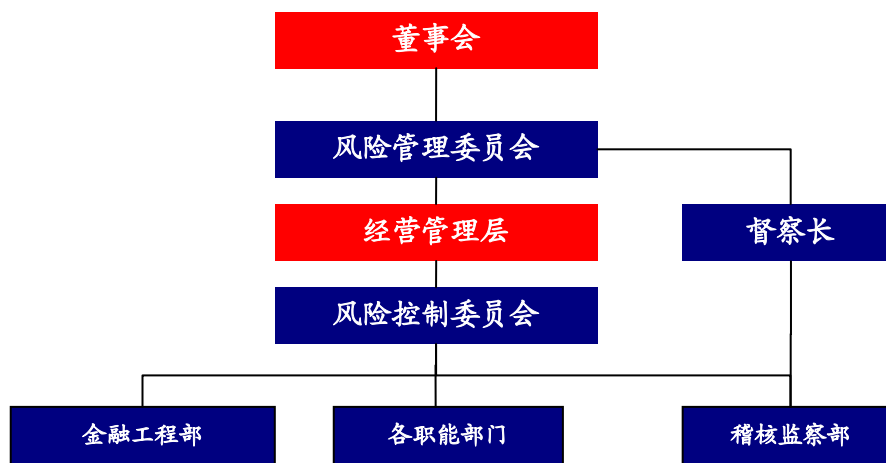 董事会
风险管理委员会
经营管理层
督察长
风险控制委员会
金融工程部
各职能部门
稽核监察部